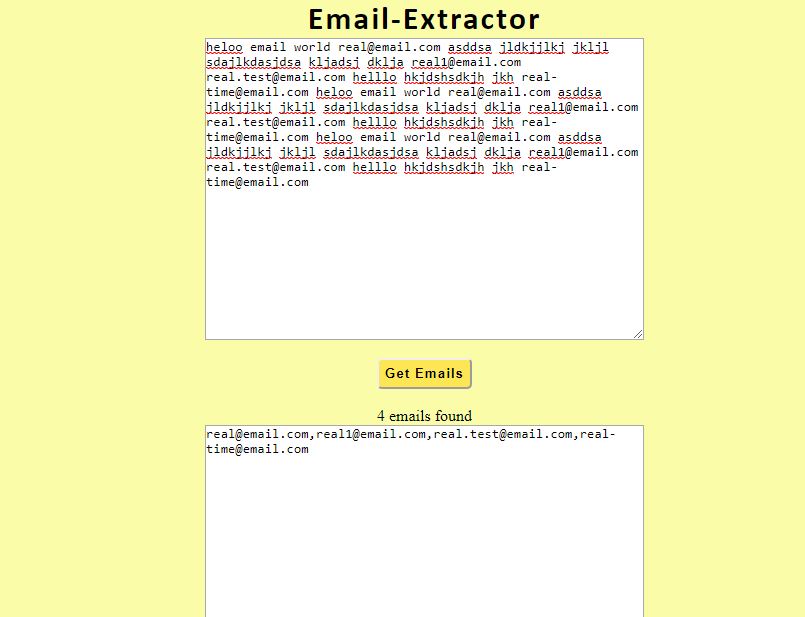 Email-Extractor
heloo email world real@email.com asddsa jldkjjlkj jkljl
sdajlkdasjdsa kljadsj dklja real1@email.com
real.test@email.com helllo hkjdshsdkjh jkh real-
time@email.com heloo email world real@email.com asddsa
jldkjjlkj jkljl sdajlkdasjdsa kljadsj dklja real1@email.com
real.test@email.com helllo hkjdshsdkjh jkh real-
time@email.com heloo email world real@email.com asddsa
jldkjjlkj jkljl sdajlkdasjdsa kljadsj dklja real1@email.com
real.test@email.com helllo hkjdshsdkjh jkh real-
time@email.com
Get Emails
4 emails found
real@email.com,real1@email.com,real.test@email.com,real-
time@email.com